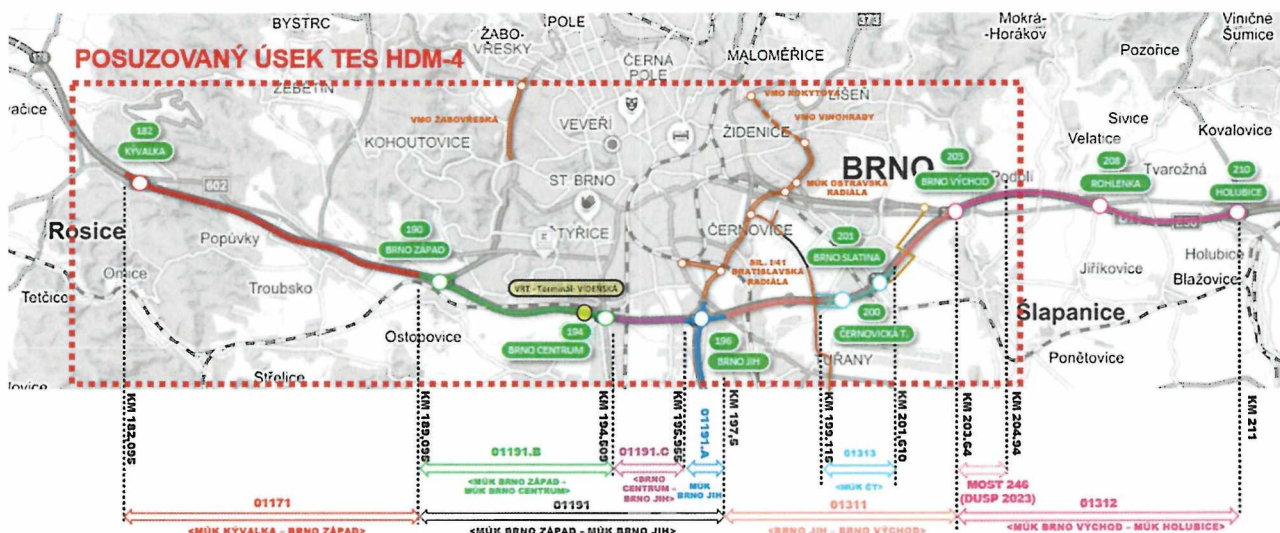 BYSTRC
POLE
ŽABO-
VŘESKY
ČERNÁ
POLE
MALOMĚŘICE
373
Mokrá-
-Horákov
Viničné
Šumice
Pozořice
POSUZOVANÝ ÚSEK TES HDM-4
ŽEBĚTÍN
VMO ROKYTOVA
LÍŠEŇ
Sivice
Velatice
Kovalovice
VMO ŽABOVŘESKÁ
VMO VINOHRADY
182
KÝVALKA
KOHOUTOVICE
VEVEŘÍ
ŽIDENICE
BRNO
205
BRNO VÝCHOD
208
ROHLENKA
Tvarožná
210
HOLUBICE
602
ST. BRNO
MÚK OSTRAVSKÁ
RADIÁLA
Podolí
Rosice
Popůvky
190
BRNO ZÁPAD
ŠTYŘICE
ČERNOVICE
201
BRNO SLATINA
Holubice
Omice
Tetčice
Troubsko
SIL. I/41
BRATISLAVSKÁ
RADIÁLA
Jiříkovice
Blažovice
VRT - Terminál- VÍDEŇSKÁ
Ostopovice
194
BRNO CENTRUM
196
BRNO JIH
200
ČERNOVICKÁ T.
Šlapanice
TUŘANY
Ponětovice
Střelice
KM 182,095
KM 189,095
KM 194,609
KM 195,955
01191.A
KM 197,5
KM 199,115
KM 201,610
KM 203,64
KM 204,94
KM 211
01191.B
<MÚK BRNO ZÁPAD -
MÚK BRNO CENTRUM>
01191.C
<BRNO
CENTRUM -
BRNO JIH>
MÚK
BRNO JIH
01313
<MÚK ČT>
MOST 246
(DUSP 2023)
01171
<MÚK KÝVALKA - BRNO ZÁPAD>
01191
<MÚK BRNO ZÁPAD - MÚK BRNO JIH>
01311
<BRNO JIH - BRNO VÝCHOD>
01312
<MÚK BRNO VÝCHOD - MÚK HOLUBICE>